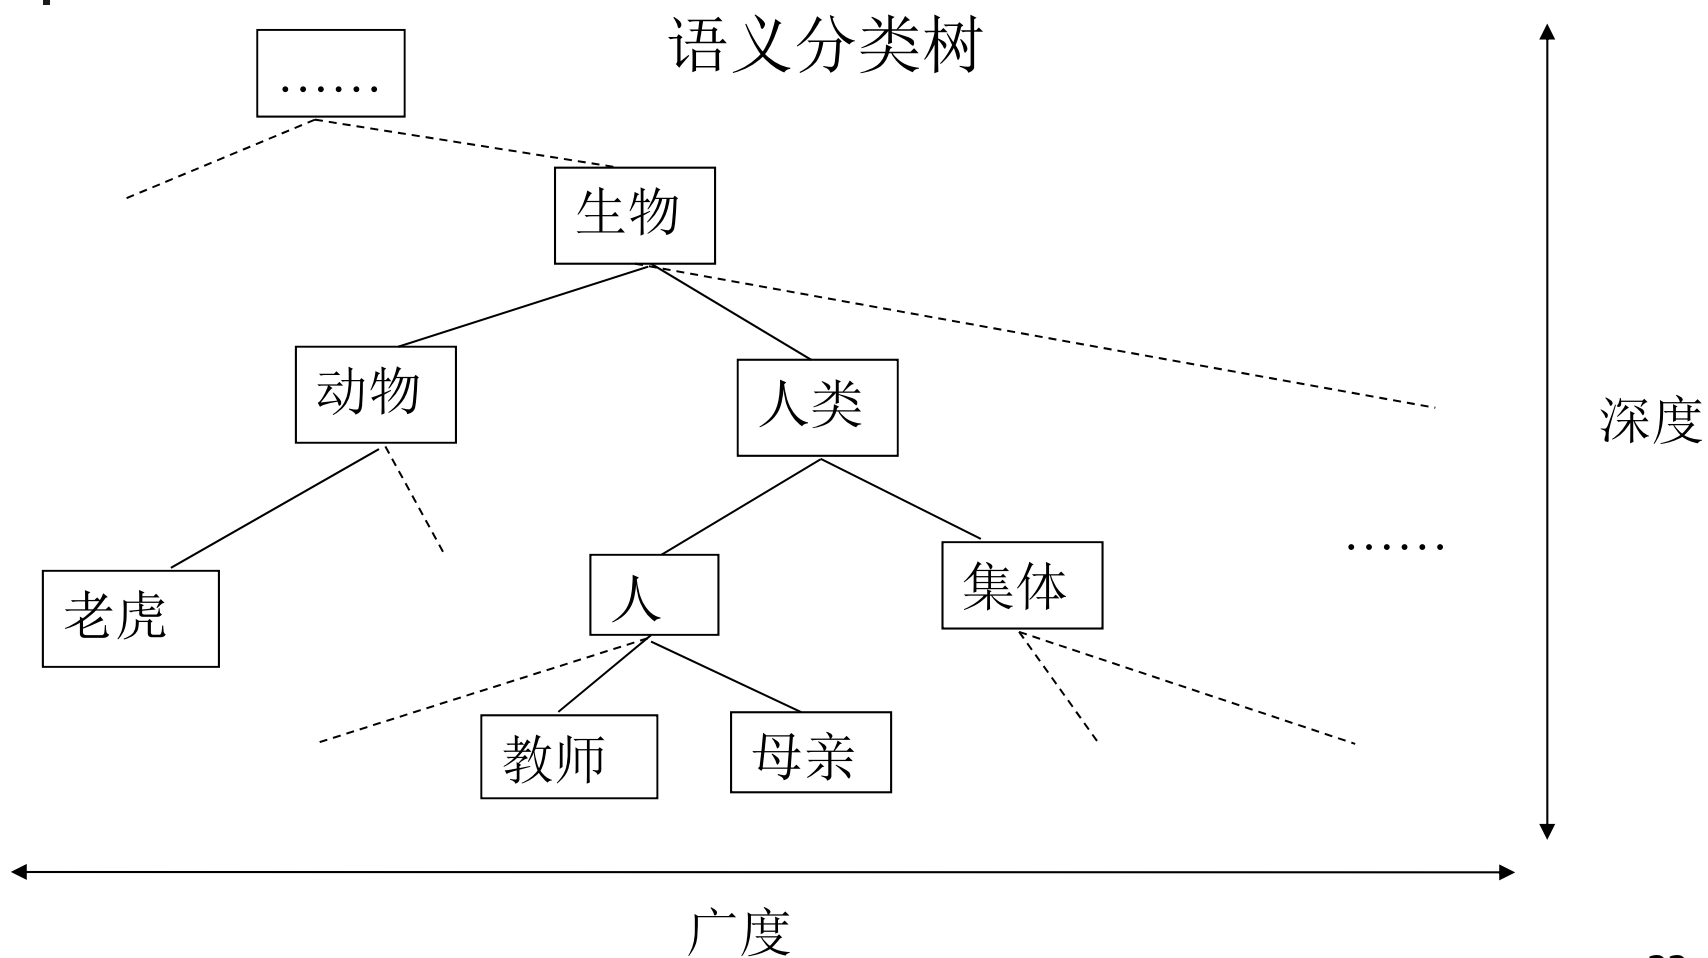 语义分类树
......
生物
动物
人类
深度
......
老虎
人
集体
教师
母亲
广度